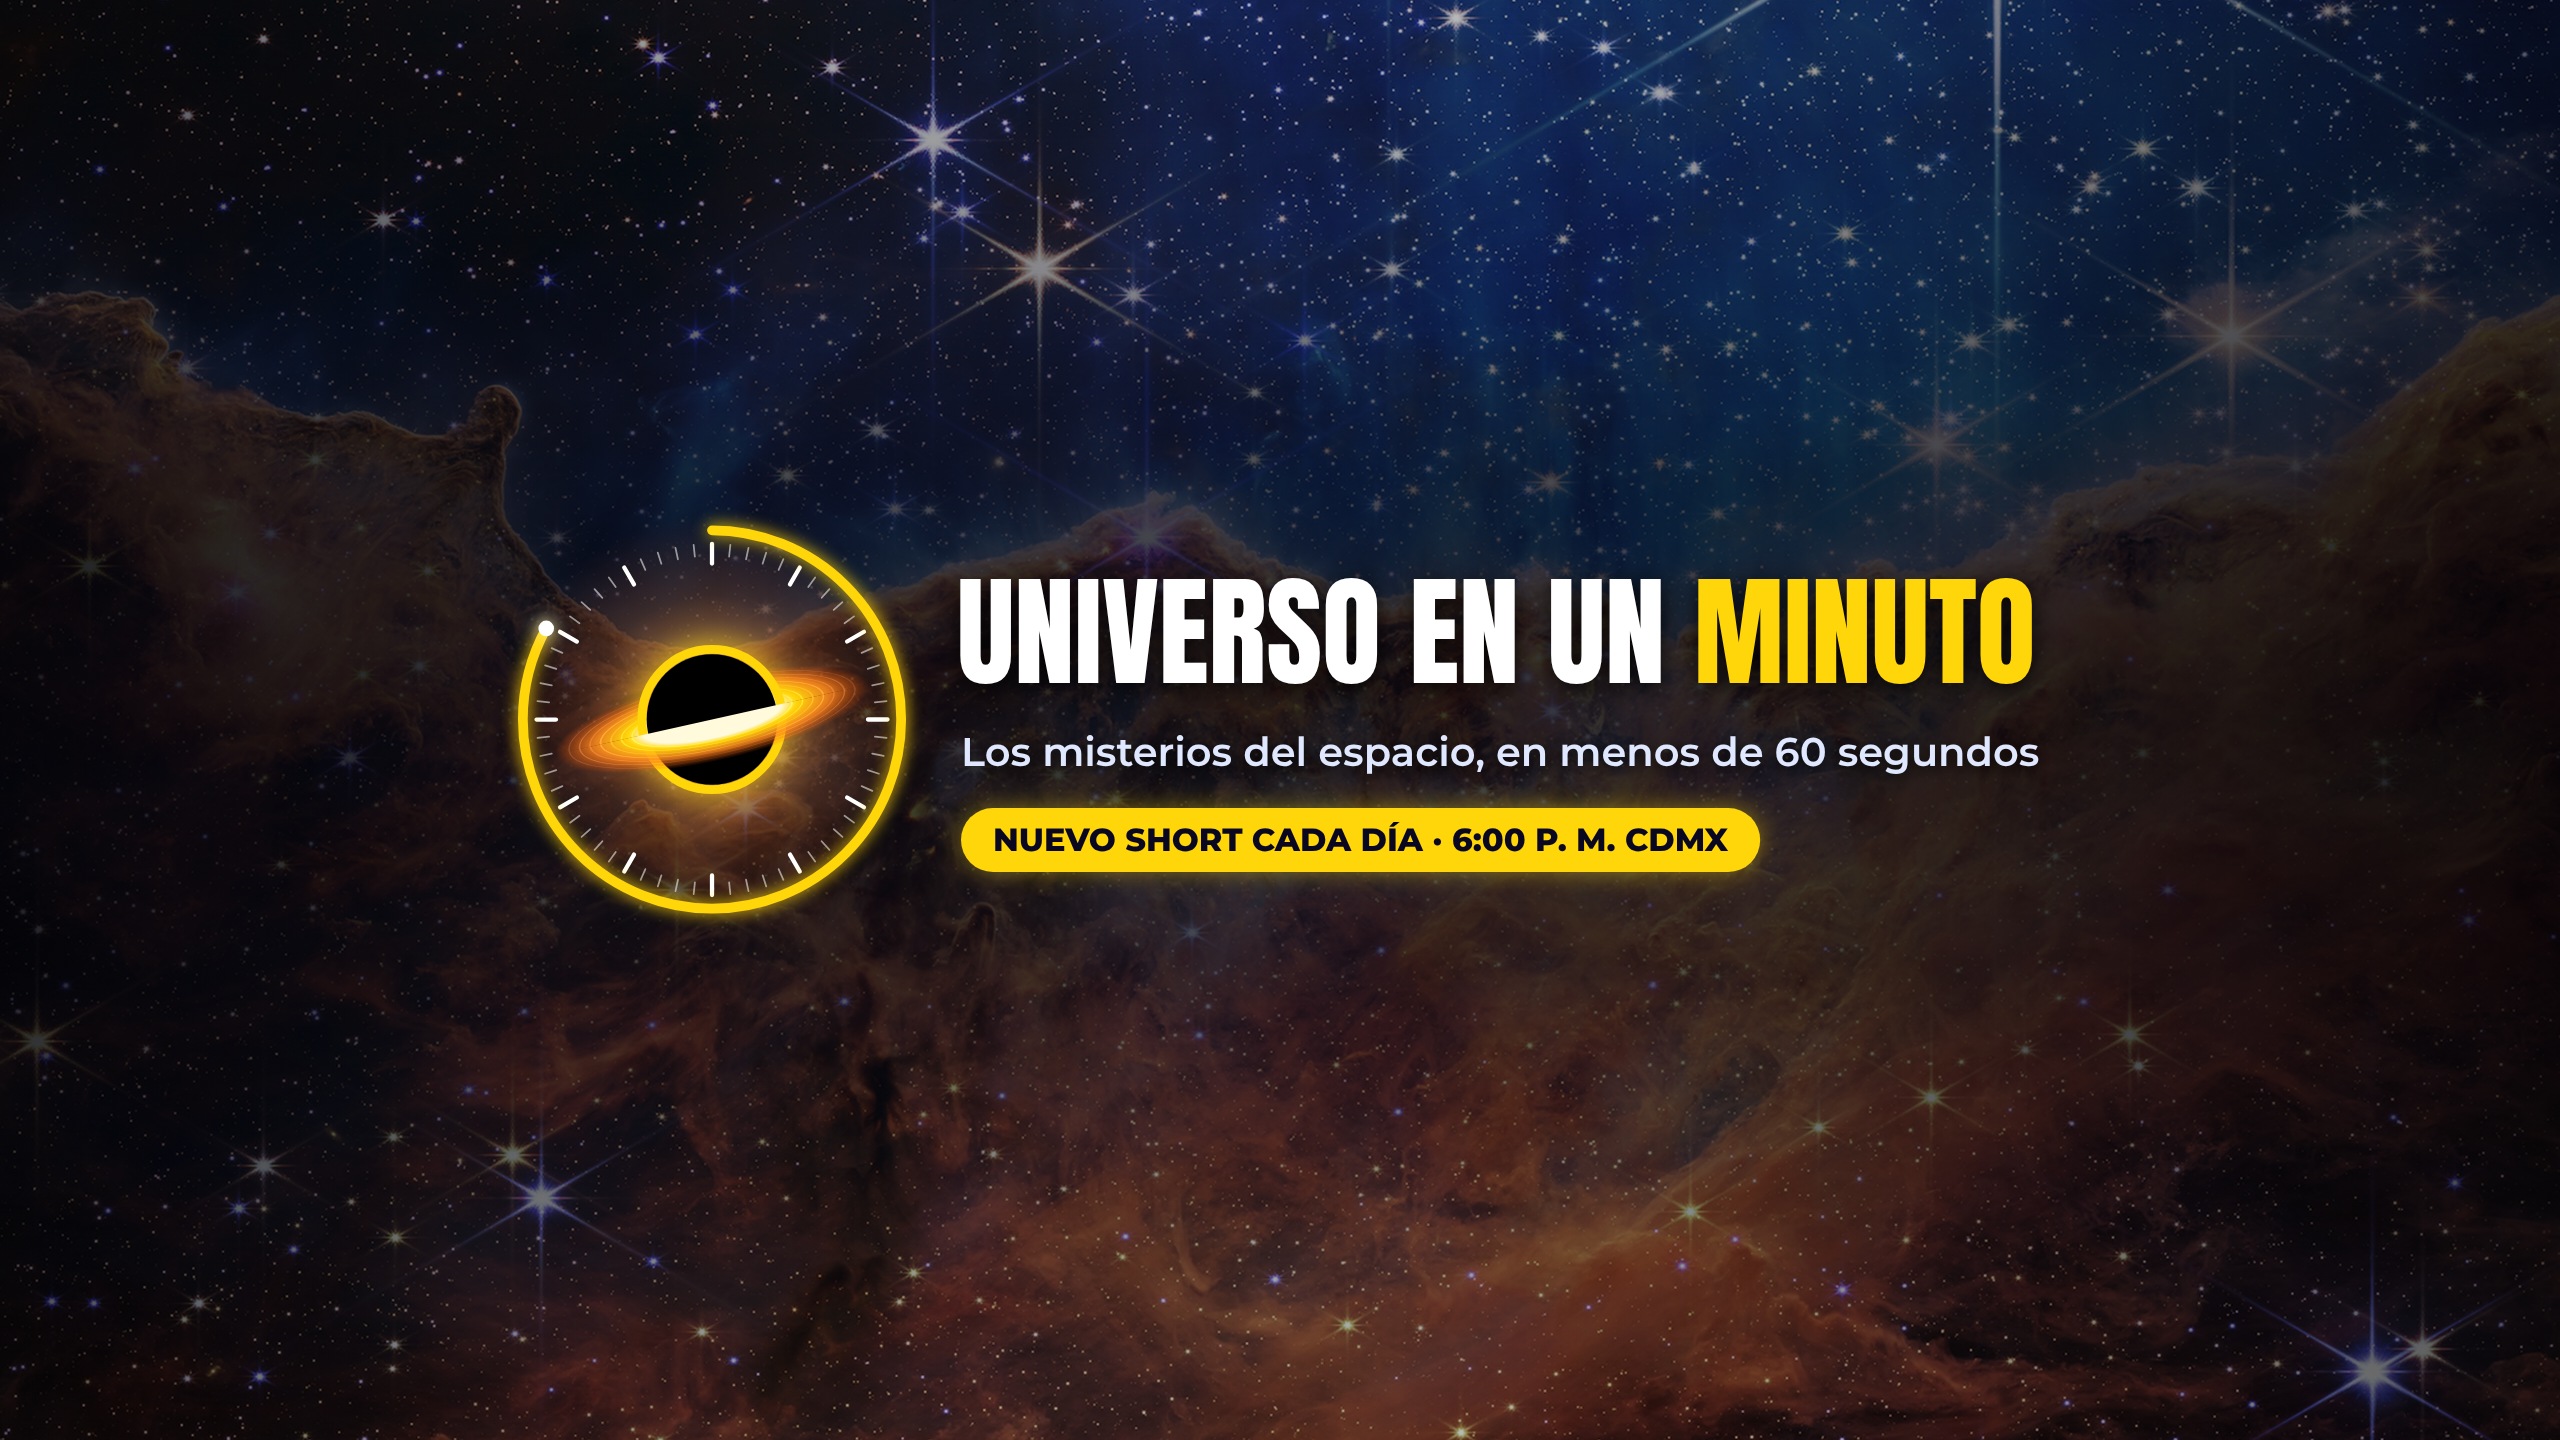 UNIVERSO EN UN MINUTO
Los misterios del espacio, en menos de 60 segundos
NUEVO SHORT CADA DÍA · 6:00 P. M. CDMX